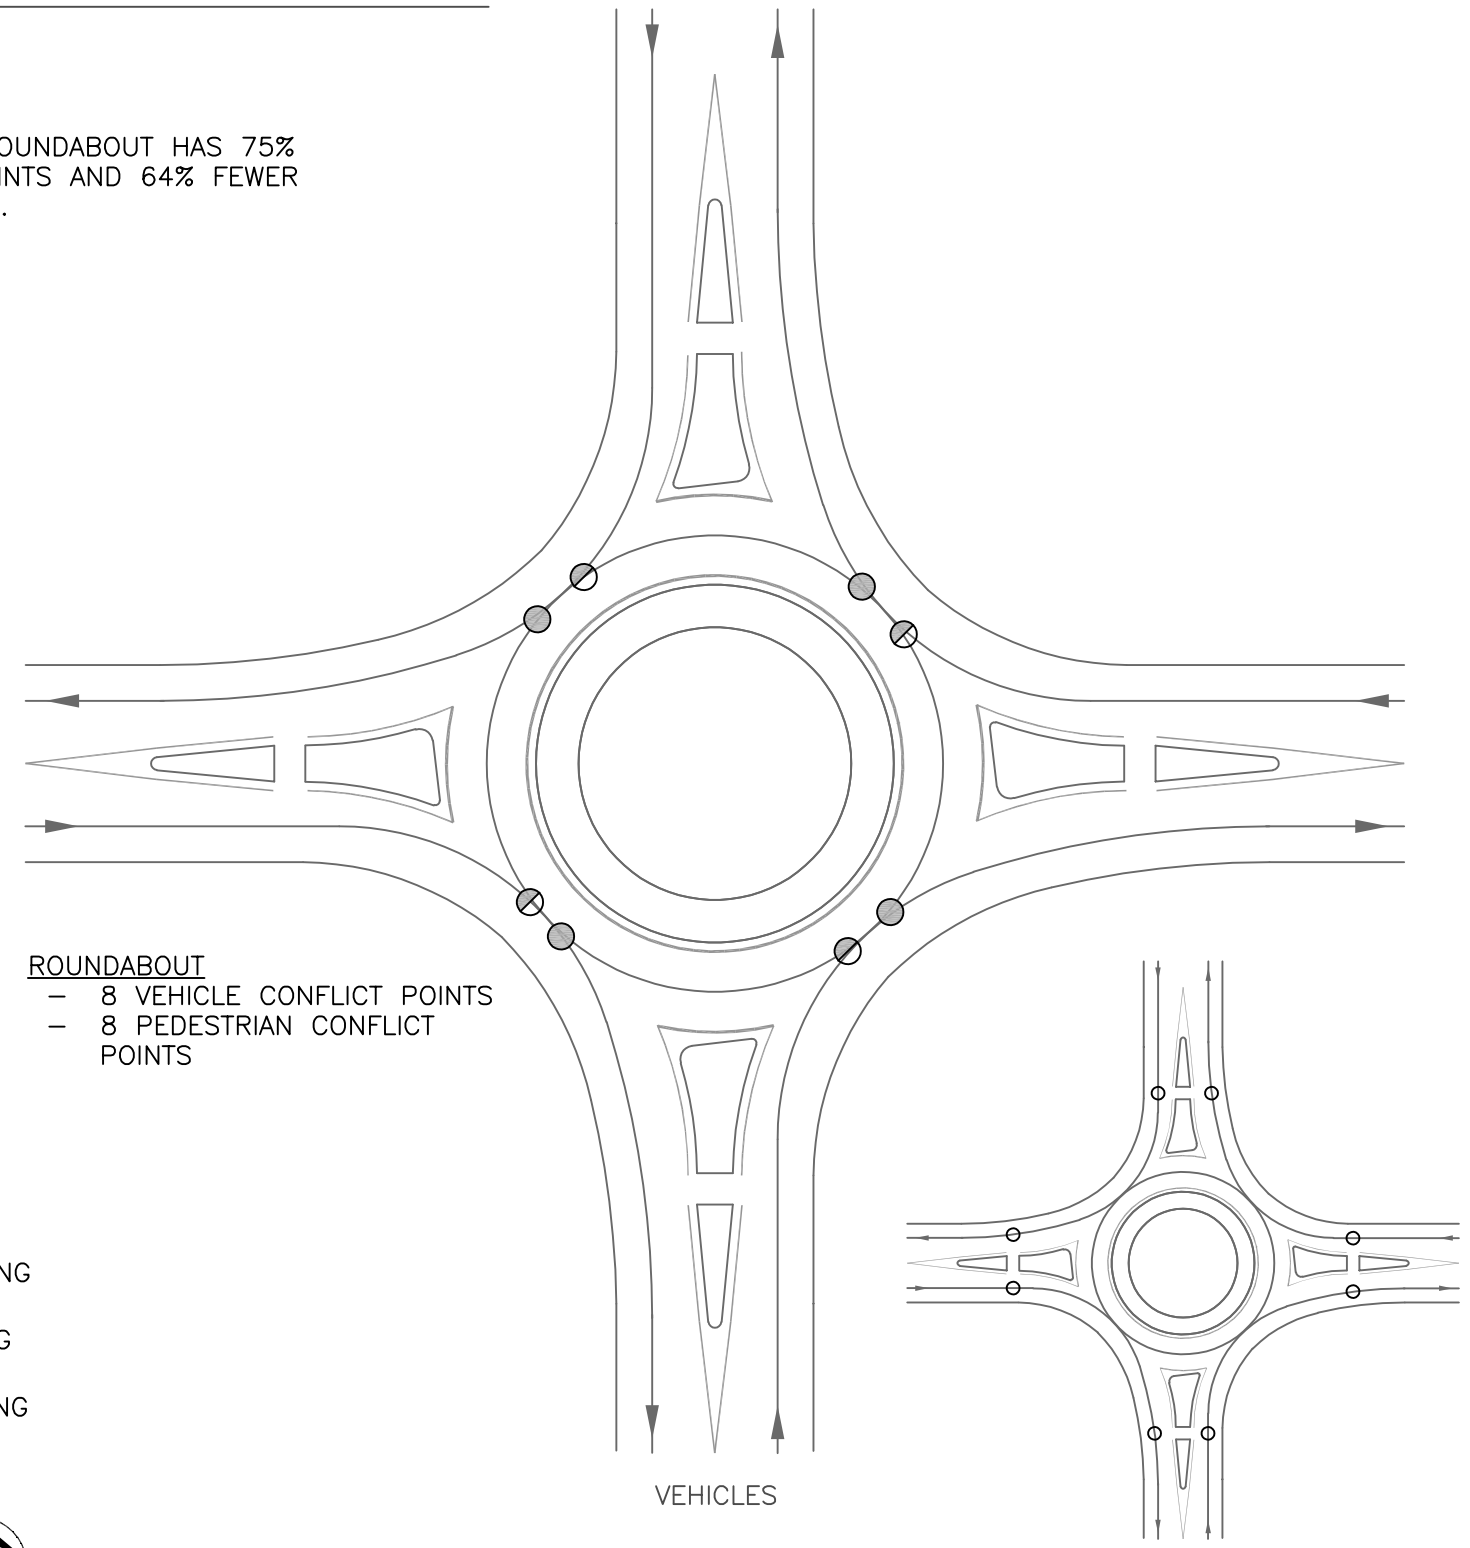 OUNDABOUT HAS 75%
INTS AND 64% FEWER
.
ROUNDABOUT
- 8 VEHICLE CONFLICT POINTS
- 8 PEDESTRIAN CONFLICT
POINTS
NG
G
NG
VEHICLES